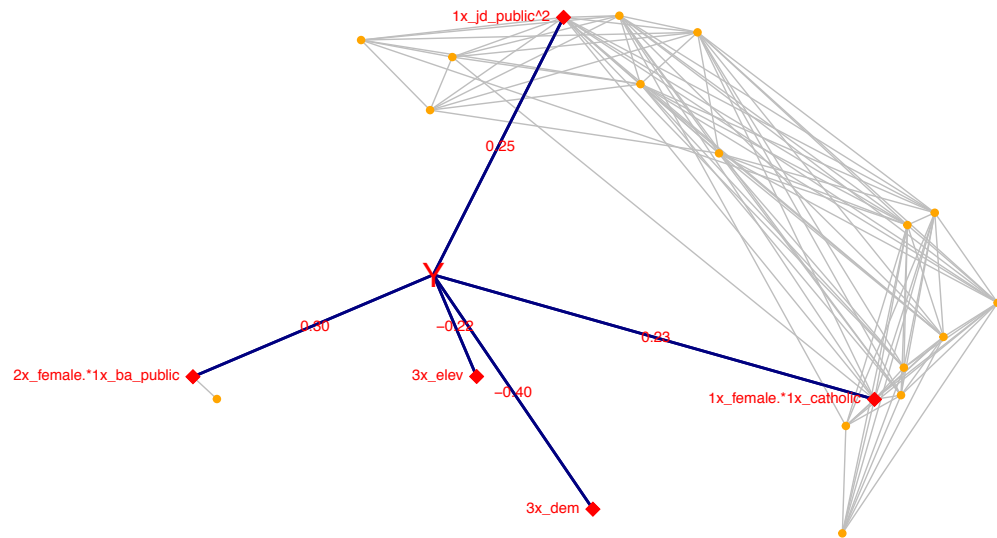 1x_jd_public^2
0.25
Y
0.30
−0.22
0.23
2x_female.*1x_ba_public
3x_elev
−0.40
1x_female.*1x_catholic
3x_dem